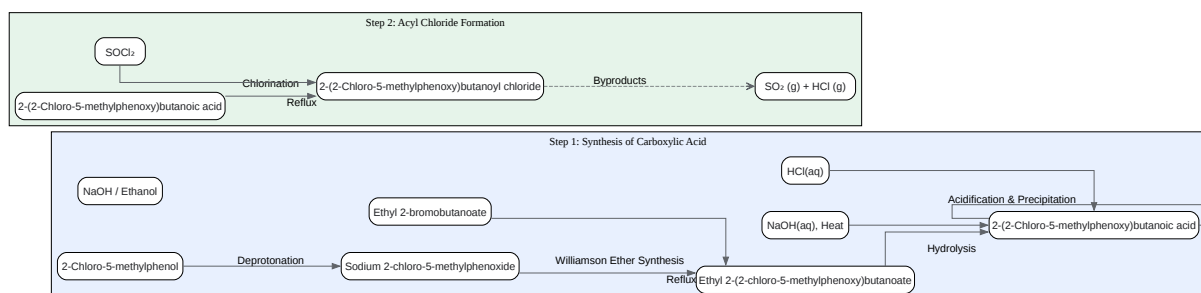 Step 2: Acyl Chloride Formation
SOCl₂
Chlorination
2-(2-Chloro-5-methylphenoxy)butanoyl chloride
Byproducts
SO₂ (g) + HCl (g)
2-(2-Chloro-5-methylphenoxy)butanoic acid
Reflux
Step 1: Synthesis of Carboxylic Acid
HCl(aq)
NaOH / Ethanol
Acidification & Precipitation
Ethyl 2-bromobutanoate
NaOH(aq), Heat
2-(2-Chloro-5-methylphenoxy)butanoic acid
Hydrolysis
2-Chloro-5-methylphenol
Deprotonation
Sodium 2-chloro-5-methylphenoxide
Williamson Ether Synthesis
Reflux
Ethyl 2-(2-chloro-5-methylphenoxy)butanoate